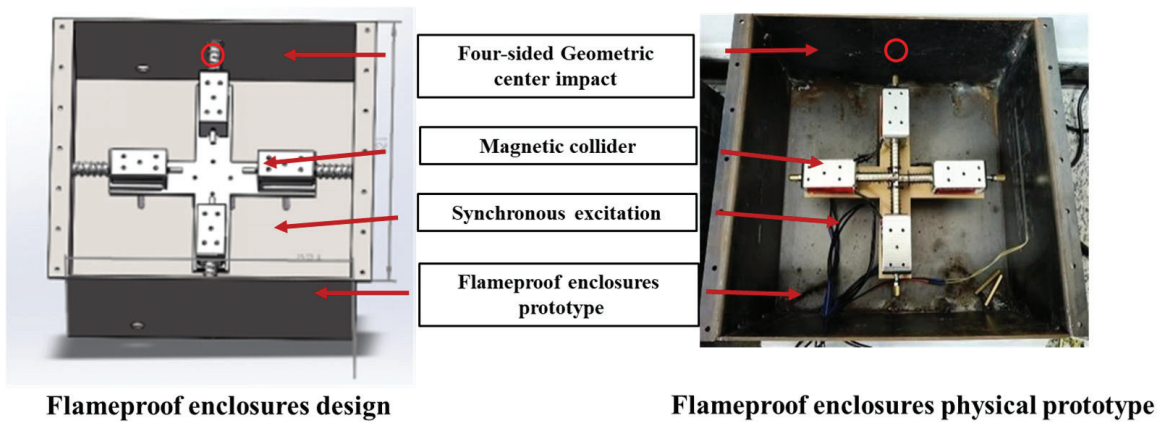 Four-sided Geometric
center impact
Magnetic collider
Synchronous excitation
Flameproof enclosures
prototype
Flameproof enclosures design
Flameproof enclosures physical prototype